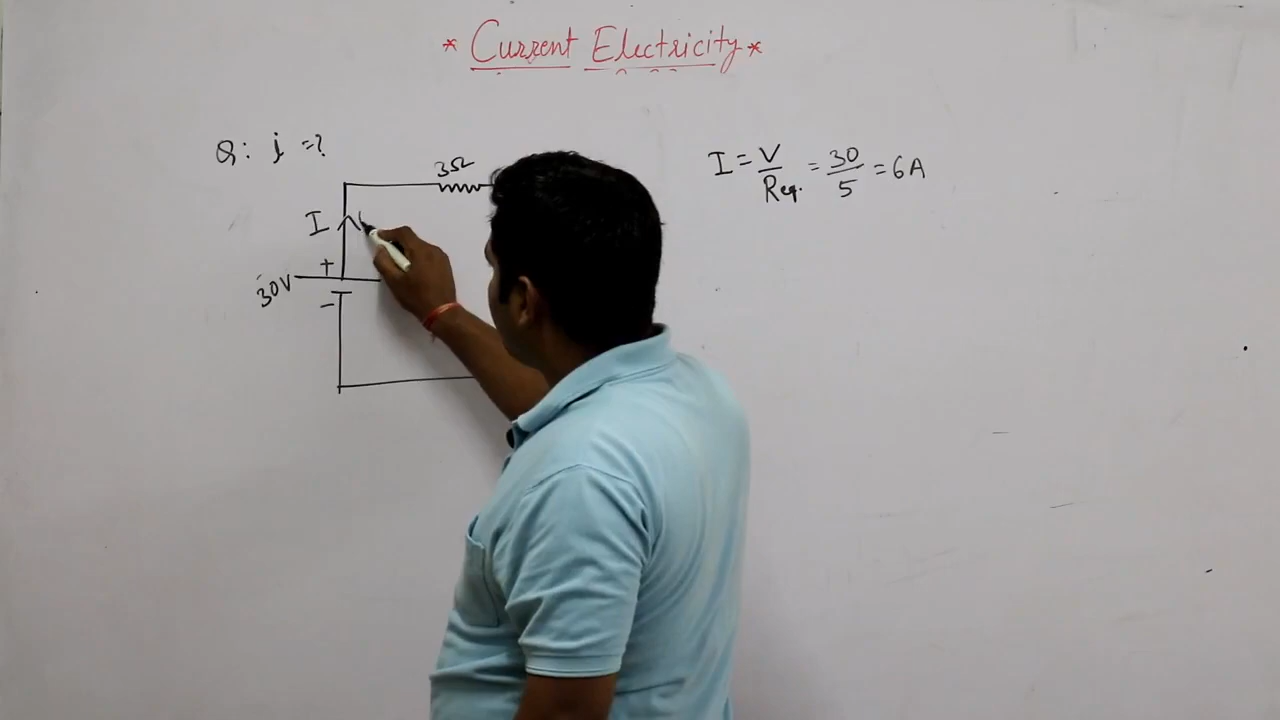 * Current Electricity *
Q: i = ?
3Ω
I
+
30V
-
I = V/Req. = 30/5 = 6A